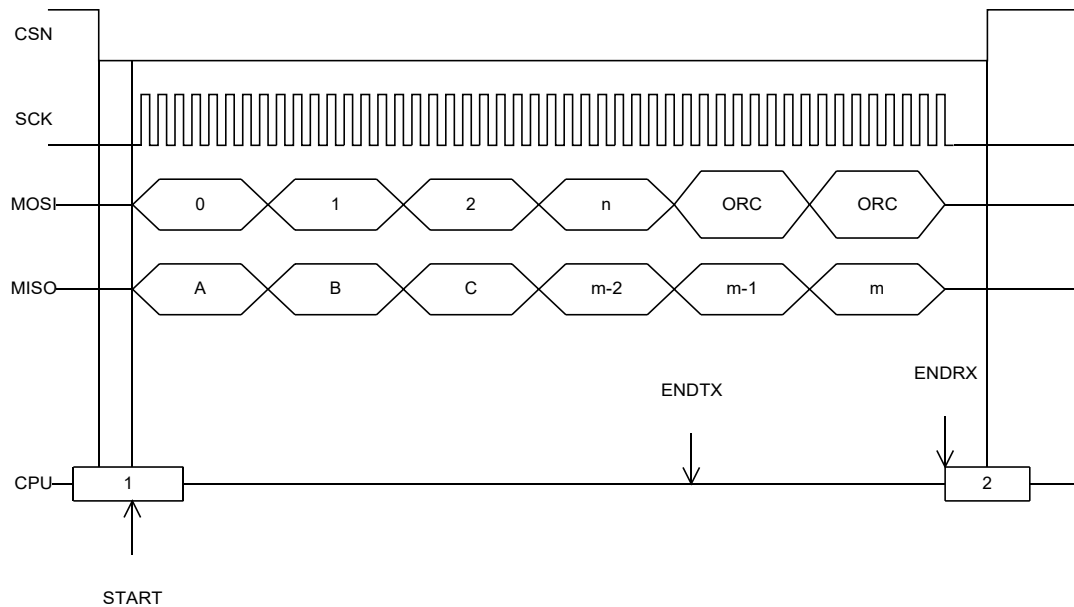 CSN
SCK
MOSI 0 1 2 n ORC ORC
MISO A B C m-2 m-1 m
ENDTX
ENDRX
CPU 1 2
START